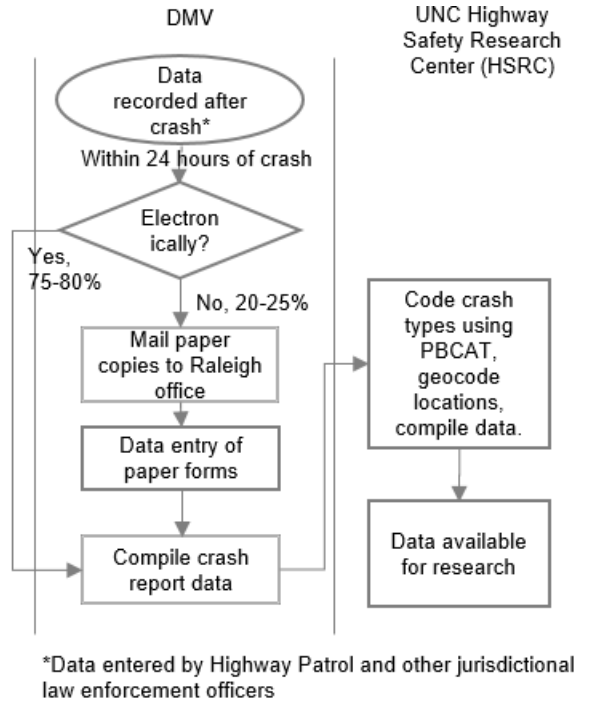 DMV
UNC Highway
Safety Research
Center (HSRC)
Data
recorded after
crash*
Within 24 hours of crash
Electron
ically?
Yes,
75-80%
No, 20-25%
Mail paper
copies to Raleigh
office
Data entry of
paper forms
Compile crash
report data
Code crash
types using
PBCAT,
geocode
locations,
compile data.
Data available
for research
*Data entered by Highway Patrol and other jurisdictional
law enforcement officers